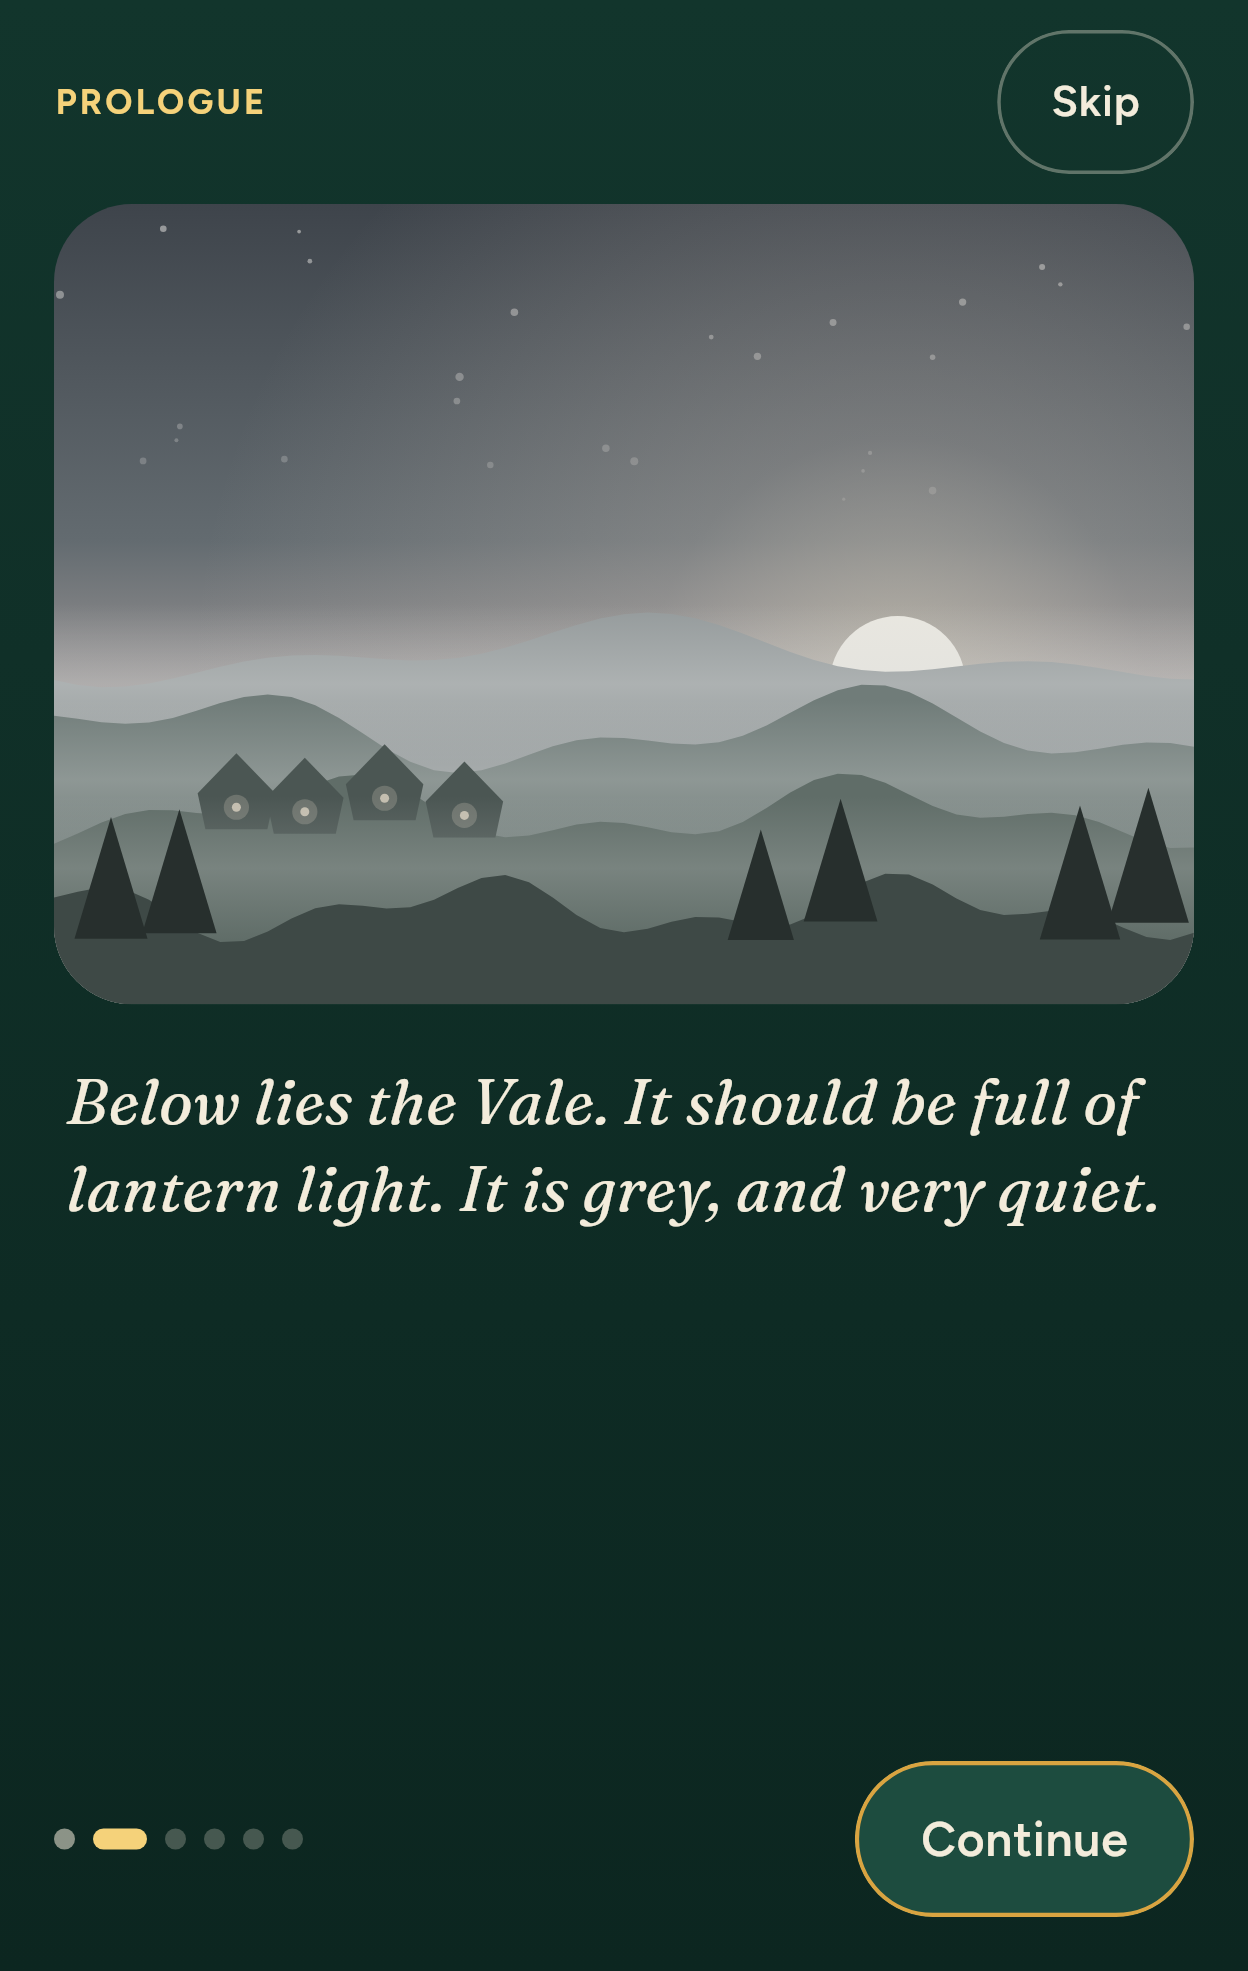 PROLOGUE
Skip
Below lies the Vale. It should be full of
lantern light. It is grey, and very quiet.
Continue